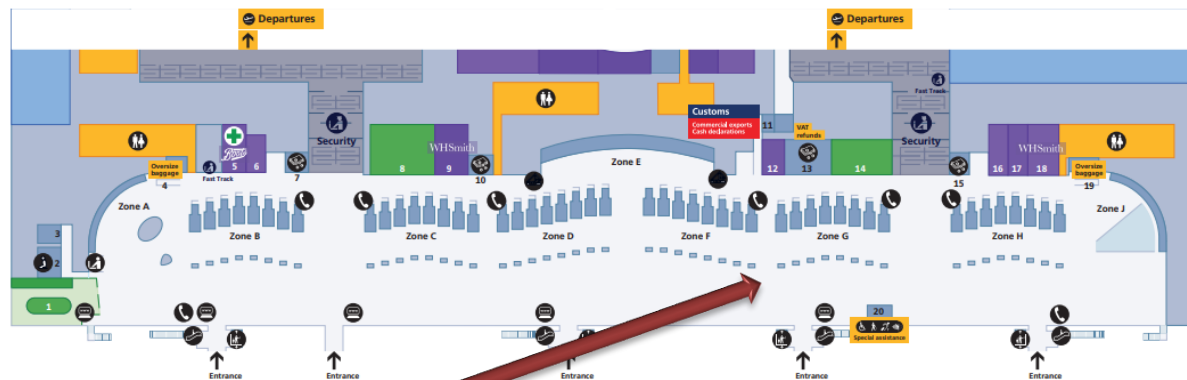 Departures
Departures
Fast Track
Customs
Commercial exports
Cash declarations
VAT
refunds
11
Security
Security
Boots
5
6
7
8
WHSmith
9
10
Zone E
12
13
14
15
16
17
WHSmith
18
Oversize
baggage
4
Fast Track
Oversize
baggage
19
Zone A
Zone B
Zone C
Zone D
Zone F
Zone G
Zone H
Zone J
3
2
1
20
Special assistance
Entrance
Entrance
Entrance
Entrance
Entrance